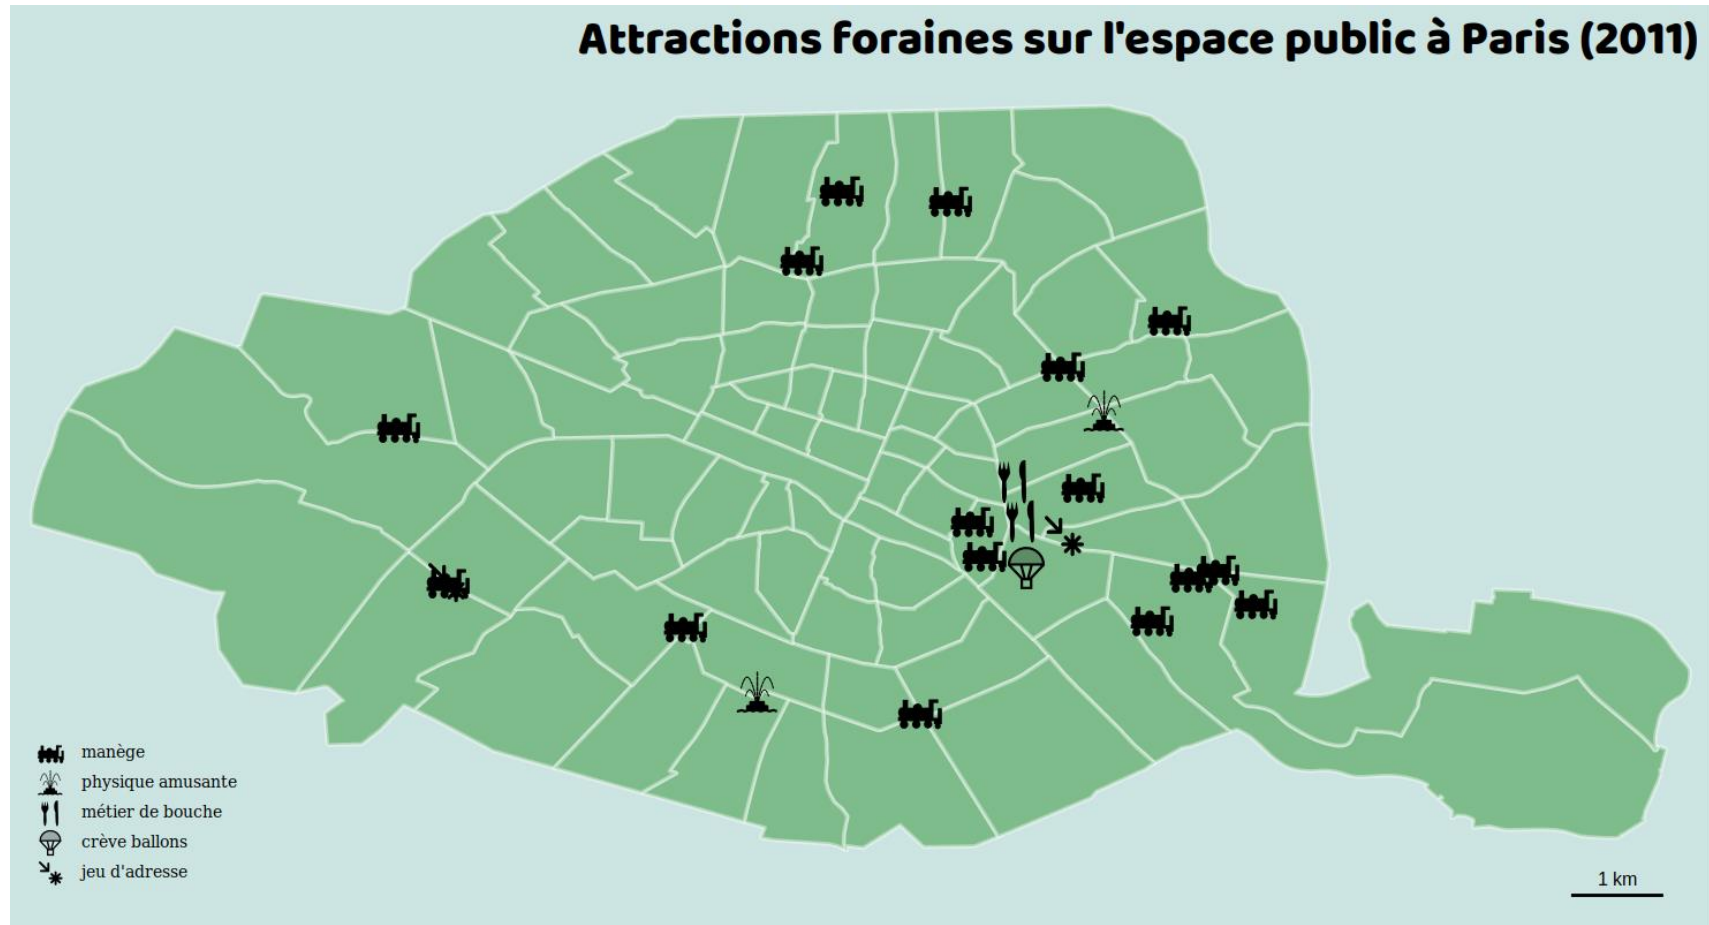 Attractions foraines sur l'espace public à Paris (2011)
manège
physique amusante
métier de bouche
crève ballons
jeu d'adresse
1 km